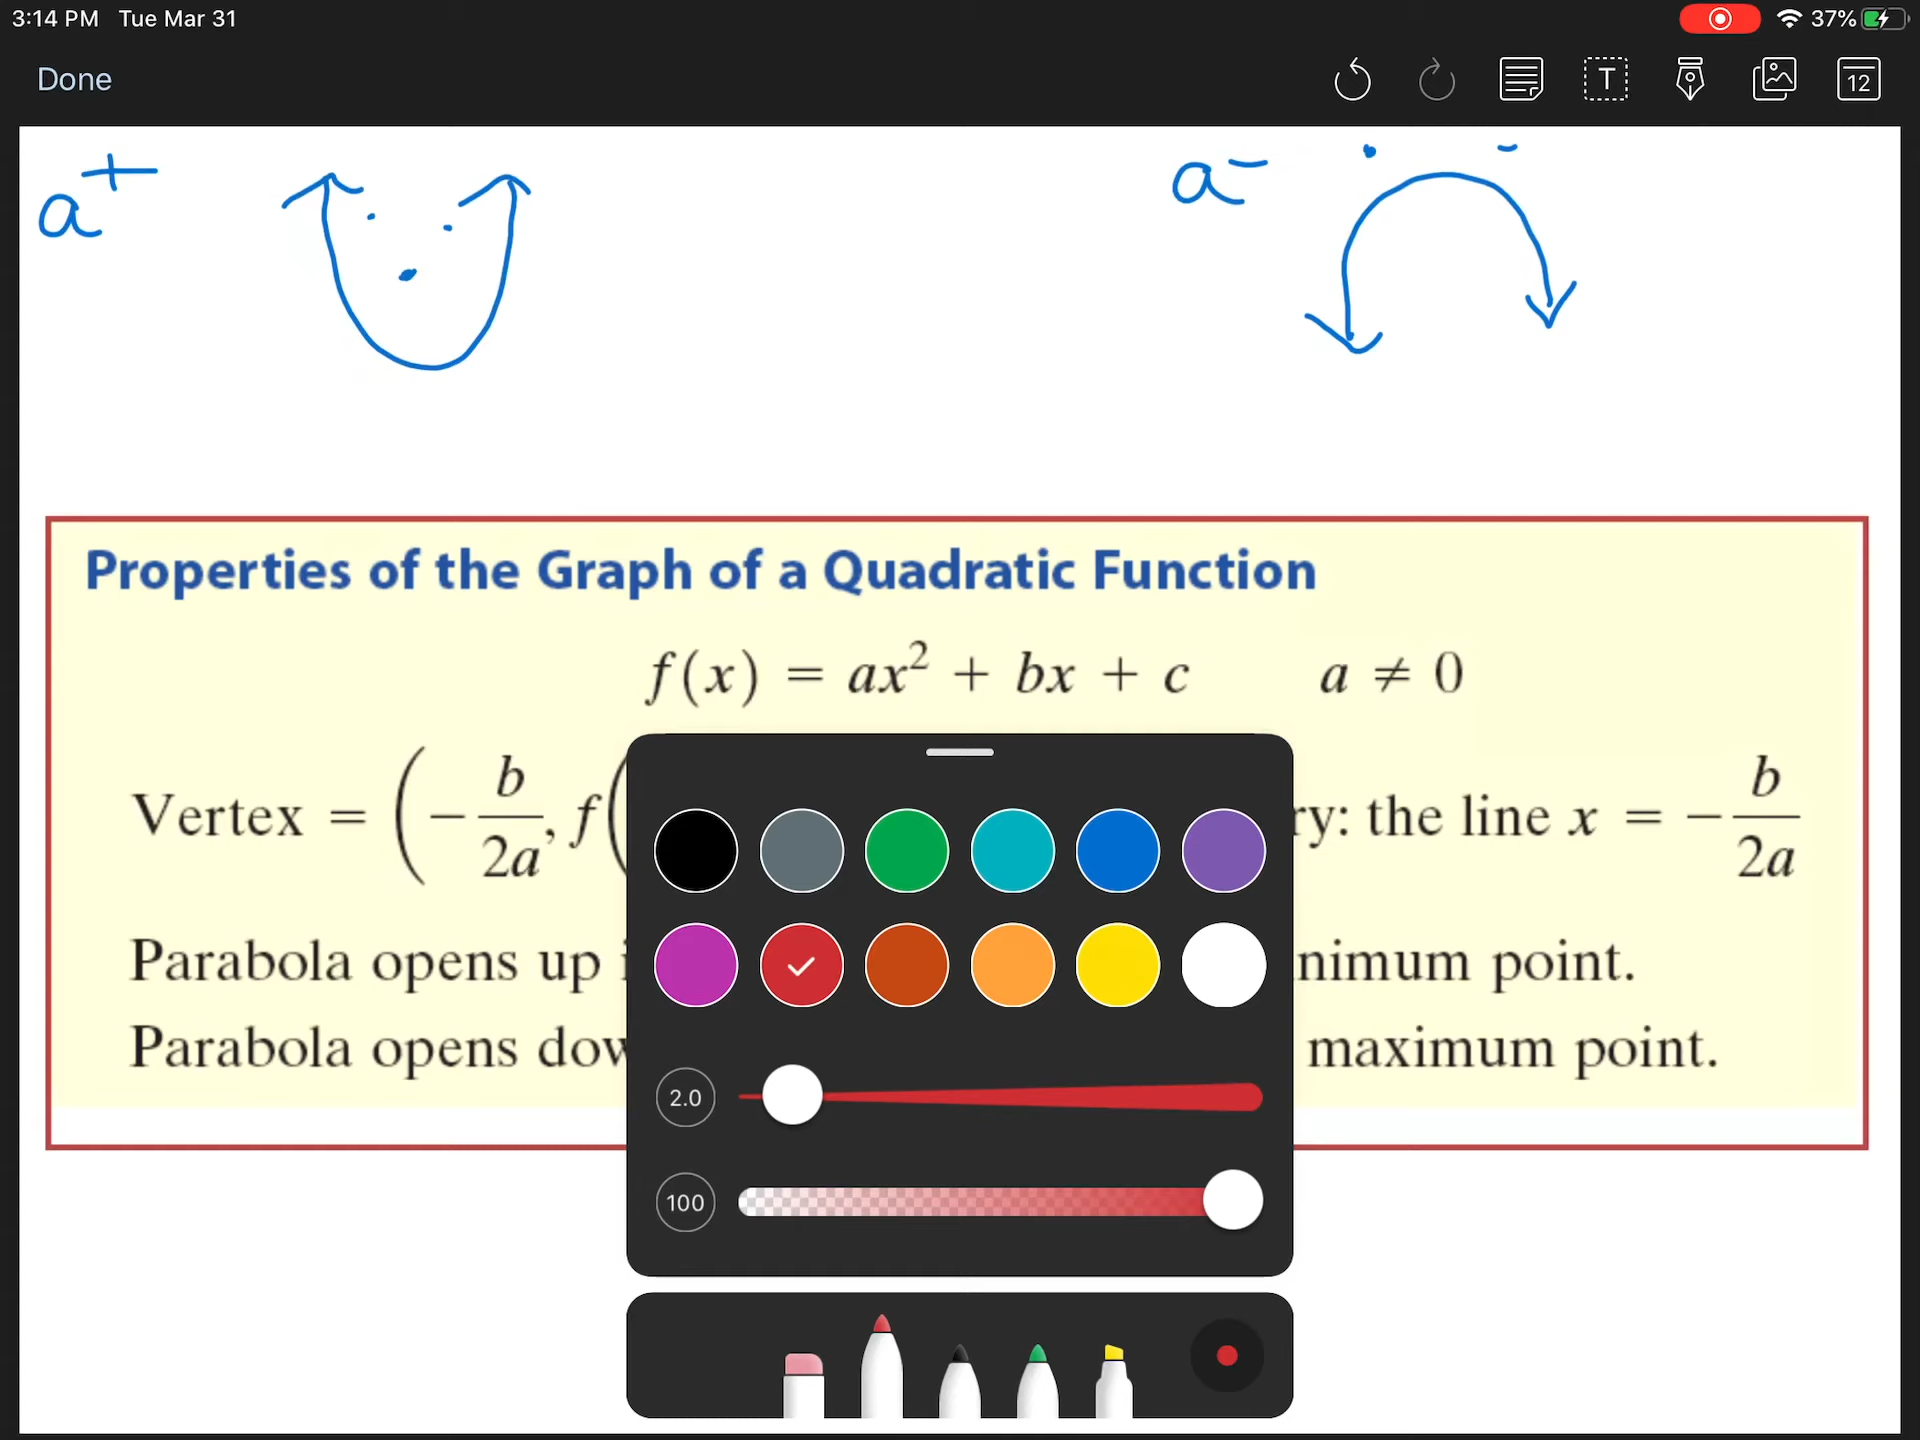 3:14 PM Tue Mar 31 37%
Done T 12
a⁺ a⁻
Properties of the Graph of a Quadratic Function
f(x) = ax² + bx + c a ≠ 0
Vertex = (-b/2a, f( ry: the line x = -b/2a
Parabola opens up nimum point.
Parabola opens dow maximum point.
2.0
100